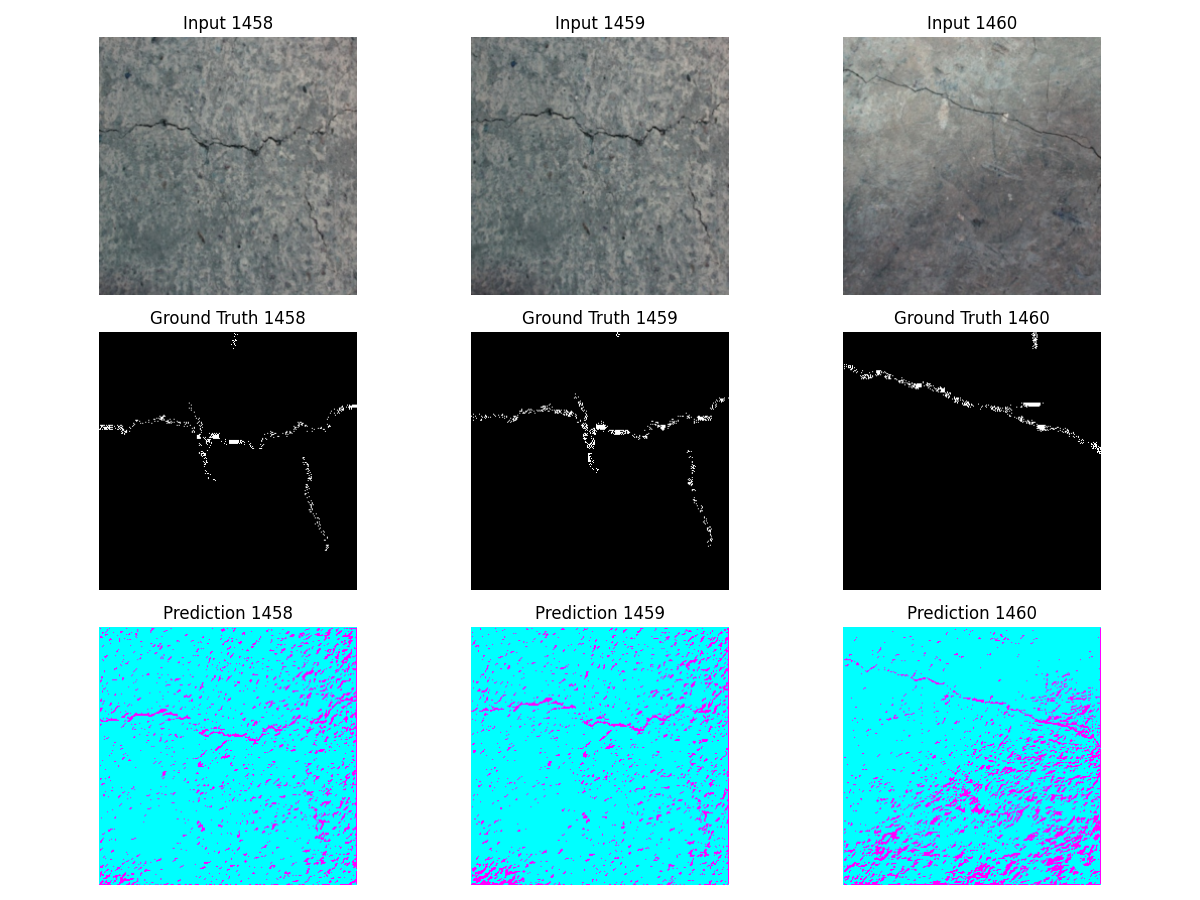 Input 1458
Input 1459
Input 1460
Ground Truth 1458
Ground Truth 1459
Ground Truth 1460
Prediction 1458
Prediction 1459
Prediction 1460